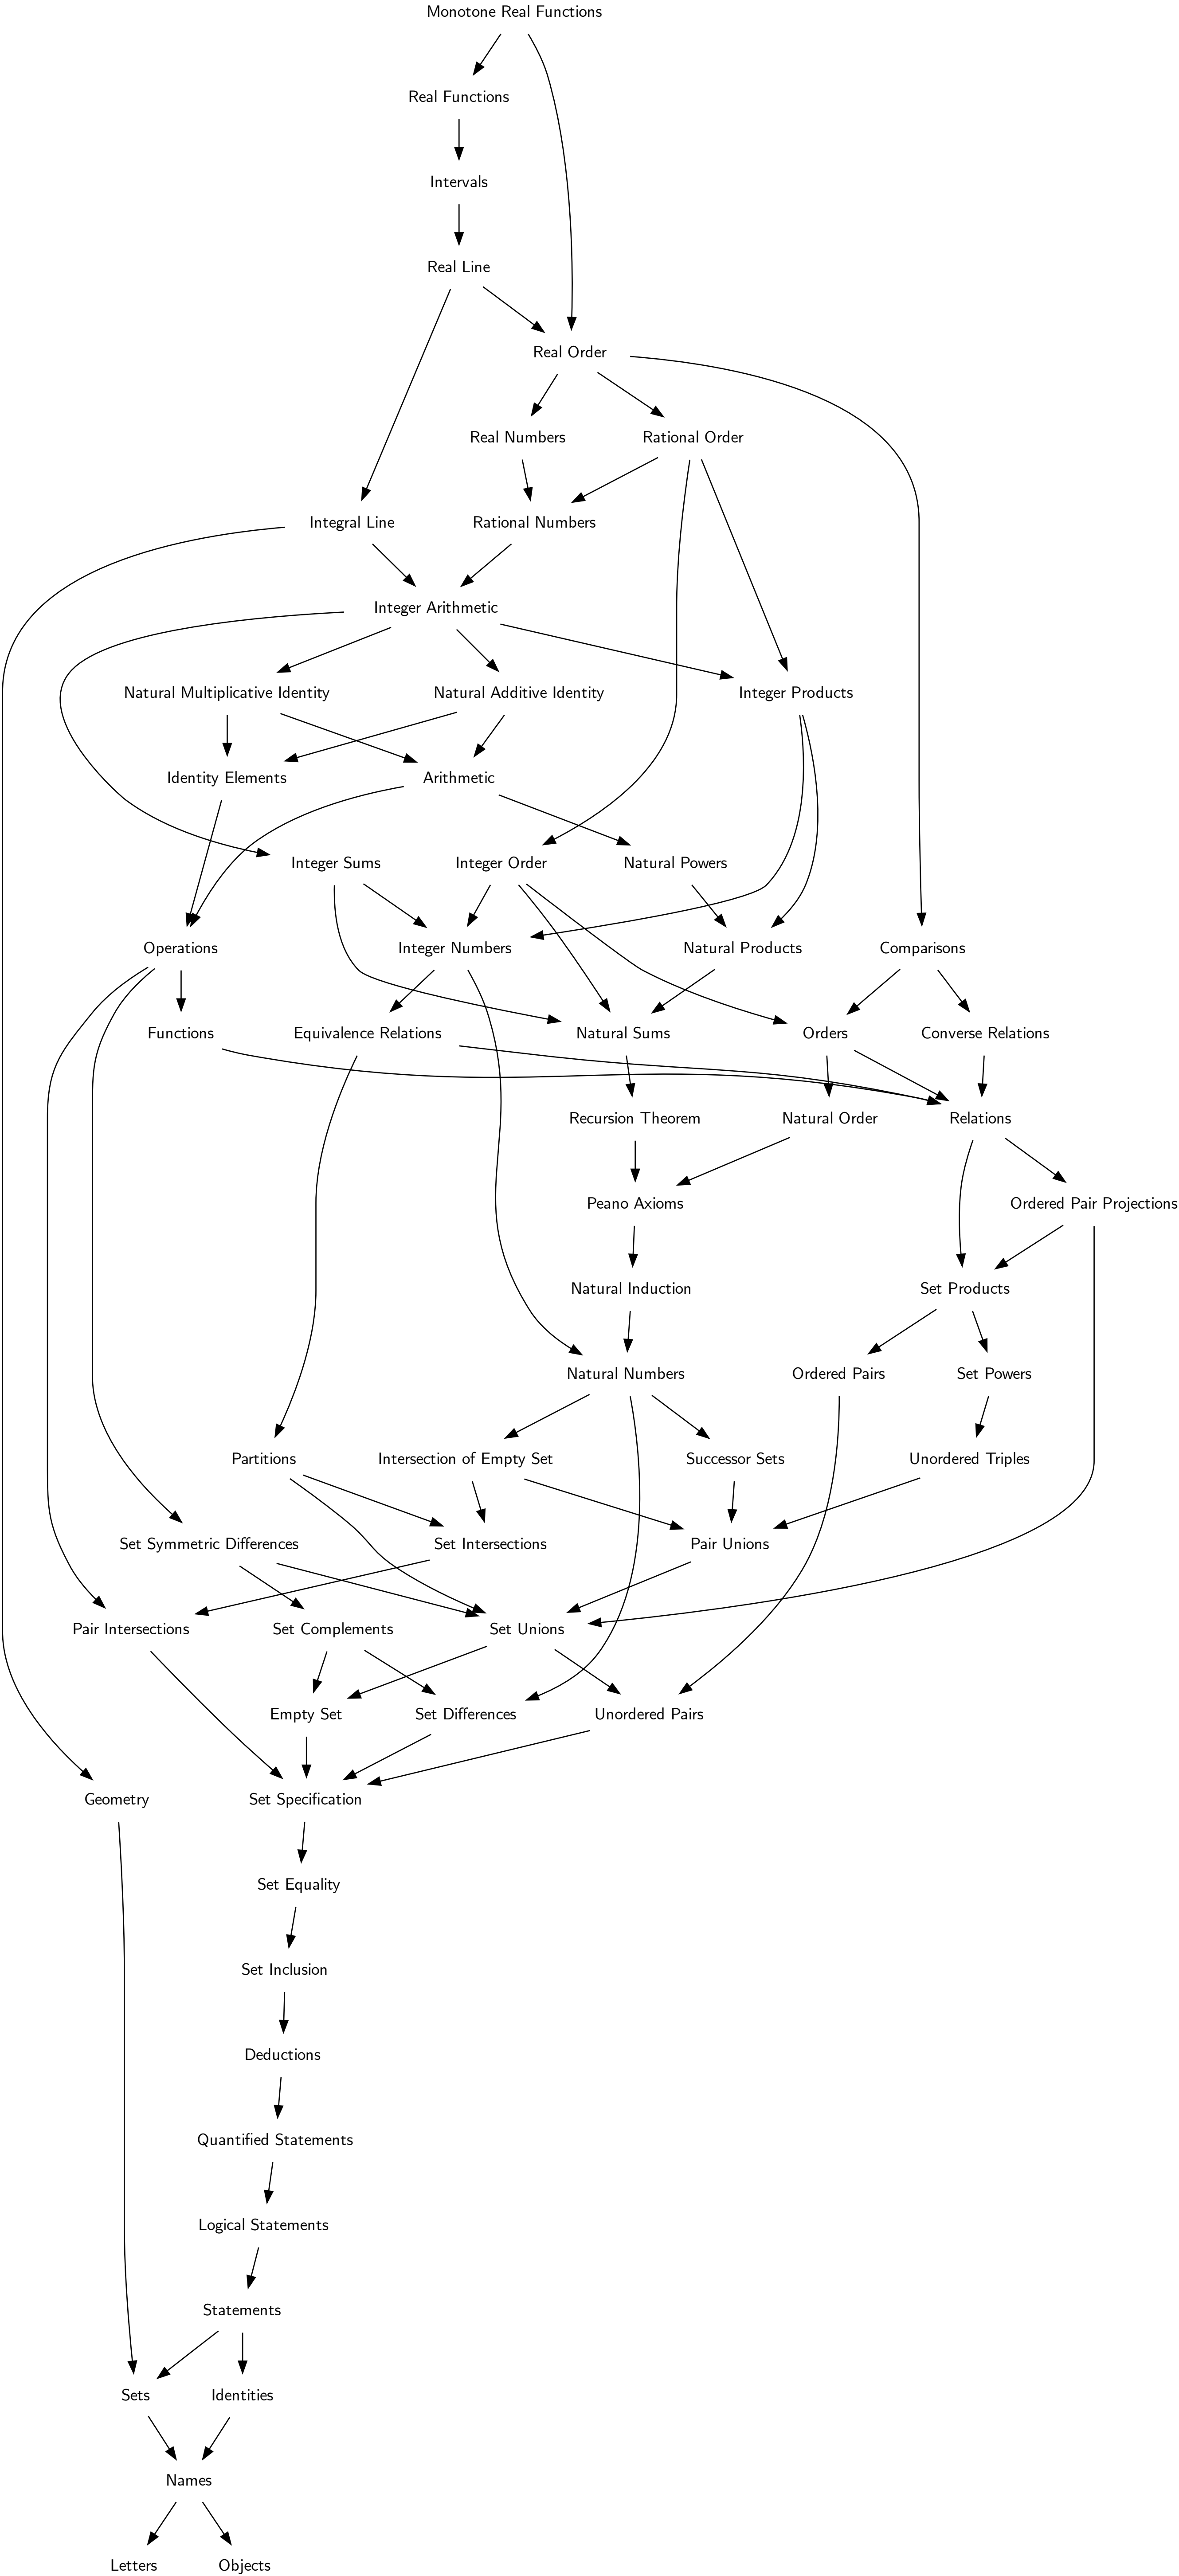 Monotone Real Functions
Real Functions
Intervals
Real Line
Real Order
Real Numbers
Rational Order
Integral Line
Rational Numbers
Integer Arithmetic
Natural Multiplicative Identity
Natural Additive Identity
Integer Products
Identity Elements
Arithmetic
Integer Sums
Integer Order
Natural Powers
Operations
Integer Numbers
Natural Products
Comparisons
Functions
Equivalence Relations
Natural Sums
Orders
Converse Relations
Recursion Theorem
Natural Order
Relations
Peano Axioms
Ordered Pair Projections
Natural Induction
Set Products
Natural Numbers
Ordered Pairs
Set Powers
Partitions
Intersection of Empty Set
Successor Sets
Unordered Triples
Set Symmetric Differences
Set Intersections
Pair Unions
Pair Intersections
Set Complements
Set Unions
Empty Set
Set Differences
Unordered Pairs
Geometry
Set Specification
Set Equality
Set Inclusion
Deductions
Quantified Statements
Logical Statements
Statements
Sets
Identities
Names
Letters
Objects